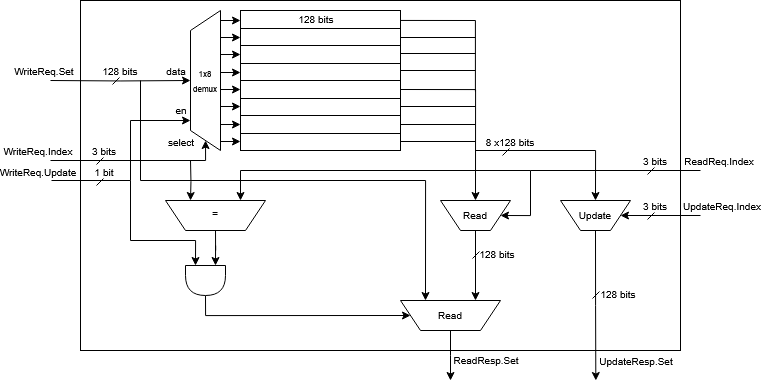 128 bits
WriteReq.Set
128 bits
data
1x8
demux
en
select
8 x128 bits
WriteReq.Index
3 bits
3 bits
ReadReq.Index
WriteReq.Update
1 bit
3 bits
UpdateReq.Index
=
Read
Update
128 bits
128 bits
Read
ReadResp.Set
UpdateResp.Set